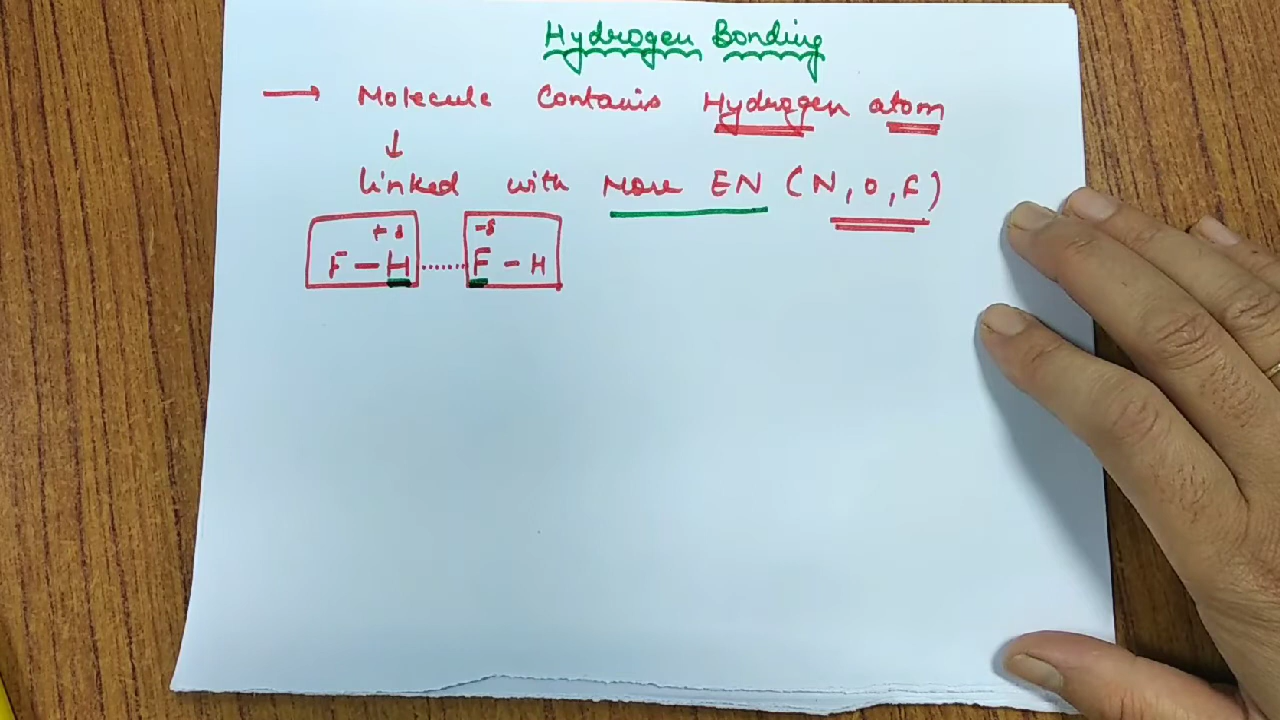 Hydrogen Bonding
→ Molecule Contains Hydrogen atom
↓
linked with More EN (N, O, F)
+δ -δ
F – H ....... F – H